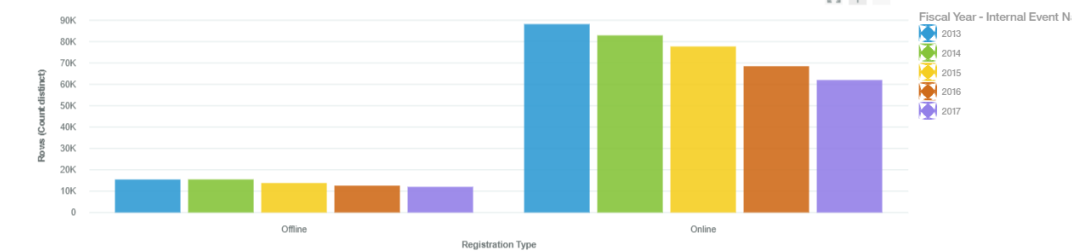 Fiscal Year - Internal Event Na
2013
2014
2015
2016
2017
Rows (Count distinct)
90K
80K
70K
60K
50K
40K
30K
20K
10K
0
Offline
Online
Registration Type